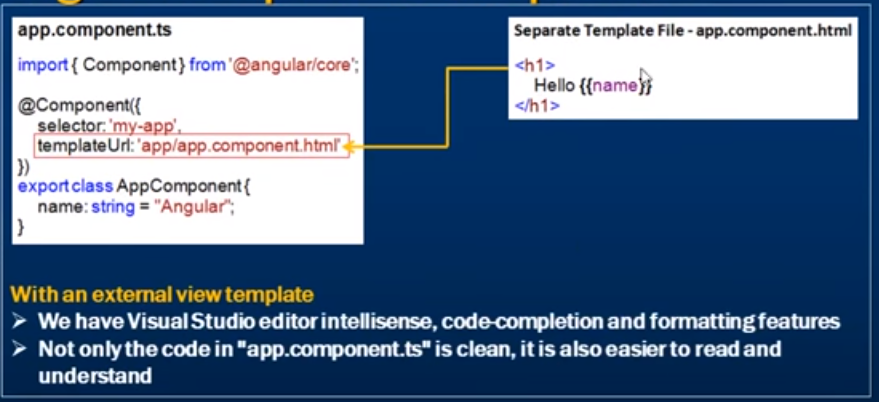 app.component.ts
import { Component } from '@angular/core';
@Component({
selector: 'my-app',
templateUrl: 'app/app.component.html'
})
export class AppComponent {
name: string = "Angular";
}
Separate Template File - app.component.html
<h1>
Hello {{name}}
</h1>
With an external view template
➢ We have Visual Studio editor intellisense, code-completion and formatting features
➢ Not only the code in "app.component.ts" is clean, it is also easier to read and
understand